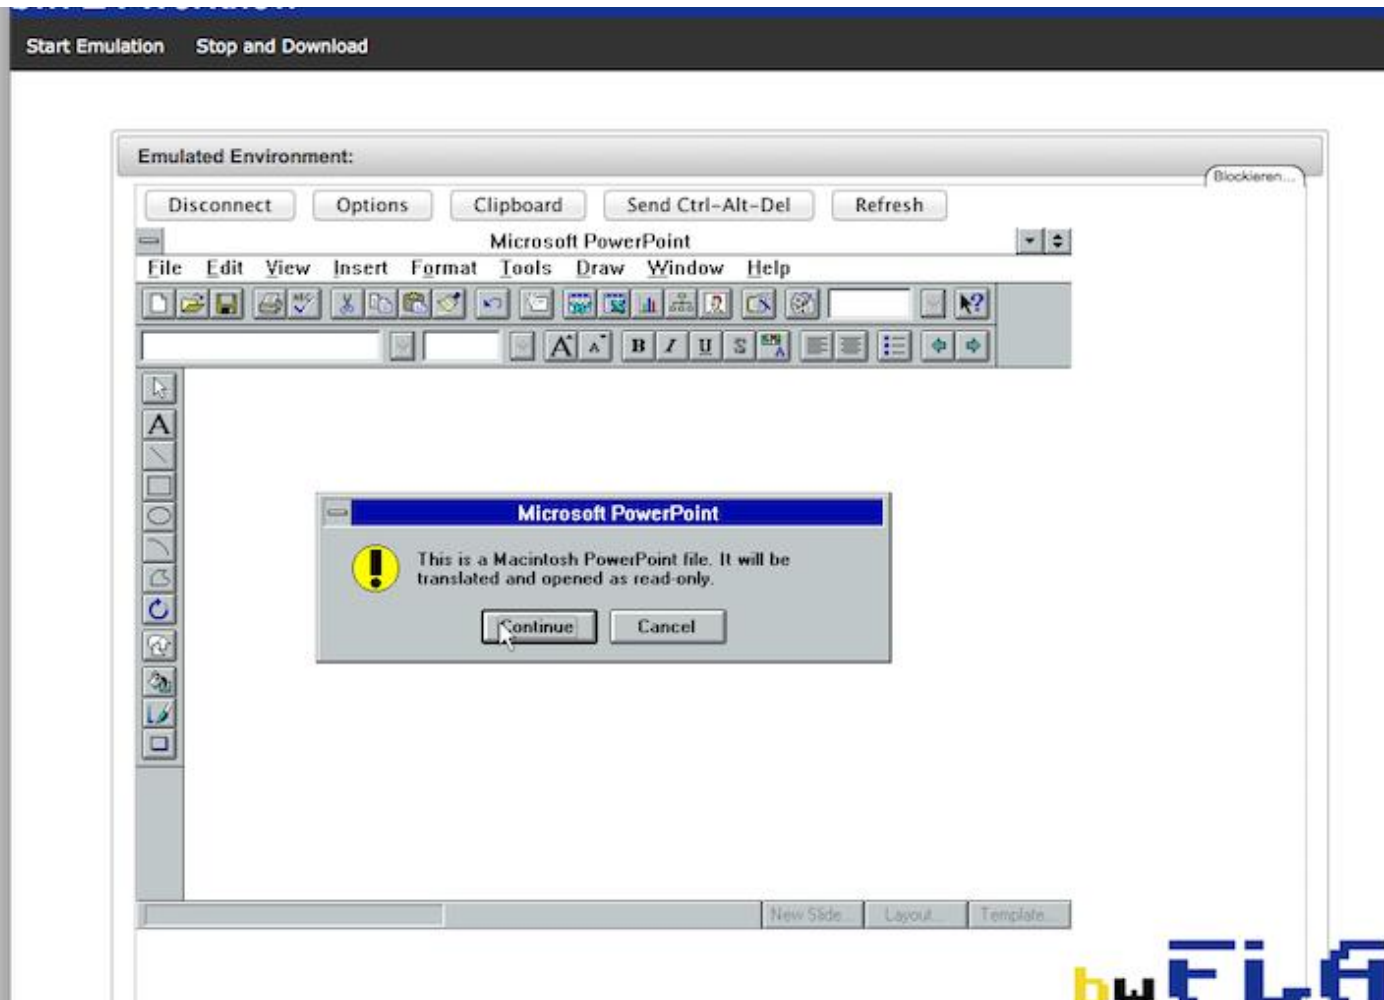 Start Emulation Stop and Download
Emulated Environment:
Blockieren...
Disconnect Options Clipboard Send Ctrl-Alt-Del Refresh
Microsoft PowerPoint
File Edit View Insert Format Tools Draw Window Help
ABC
A A B I U S A
A
Microsoft PowerPoint
This is a Macintosh PowerPoint file. It will be
translated and opened as read-only.
Continue Cancel
New Slide... Layout... Template...
bw